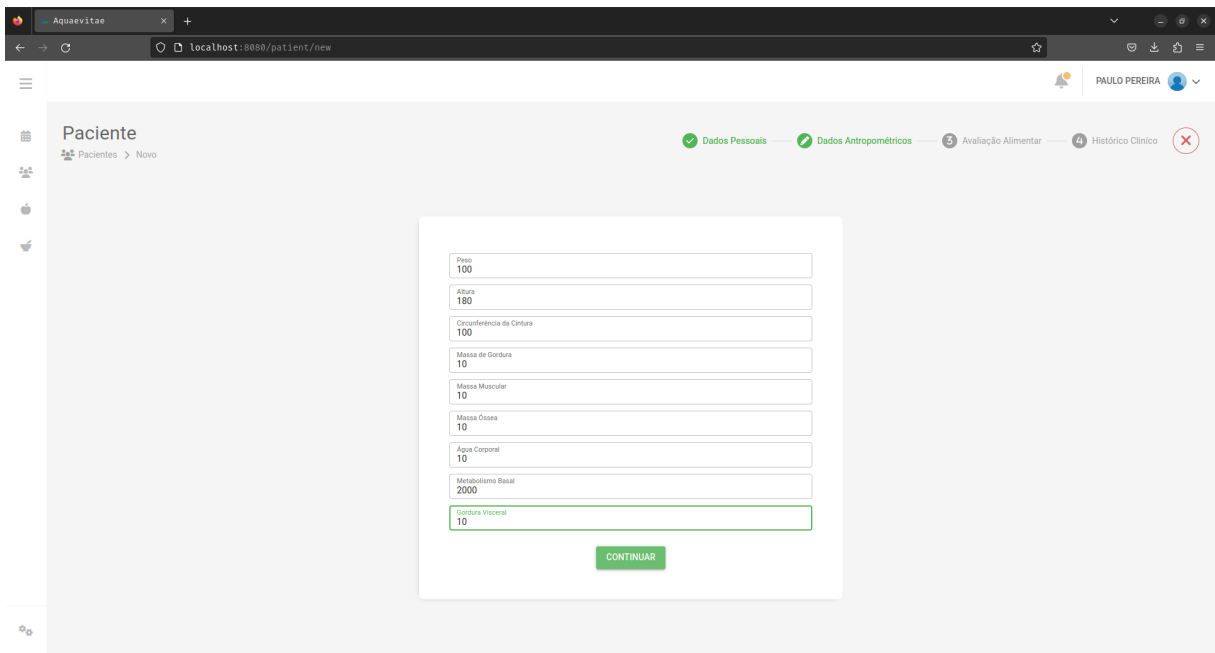 Aquaevitae
localhost:8080/patient/new
PAULO PEREIRA
Paciente
Pacientes > Novo
Dados Pessoais
Dados Antropométricos
3 Avaliação Alimentar
4 Histórico Cliníco
Peso
100
Altura
180
Circunferência da Cintura
100
Massa de Gordura
10
Massa Muscular
10
Massa Óssea
10
Água Corporal
10
Metabolismo Basal
2000
Gordura Visceral
10
CONTINUAR